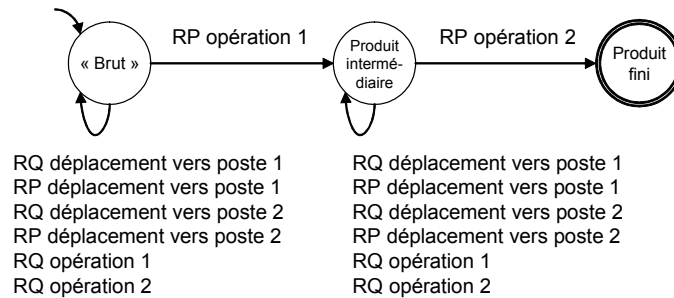 RP opération 1
RP opération 2
« Brut »
Produit
intermé-
diaire
Produit
fini
RQ déplacement vers poste 1
RP déplacement vers poste 1
RQ déplacement vers poste 2
RP déplacement vers poste 2
RQ opération 1
RQ opération 2
RQ déplacement vers poste 1
RP déplacement vers poste 1
RQ déplacement vers poste 2
RP déplacement vers poste 2
RQ opération 1
RQ opération 2